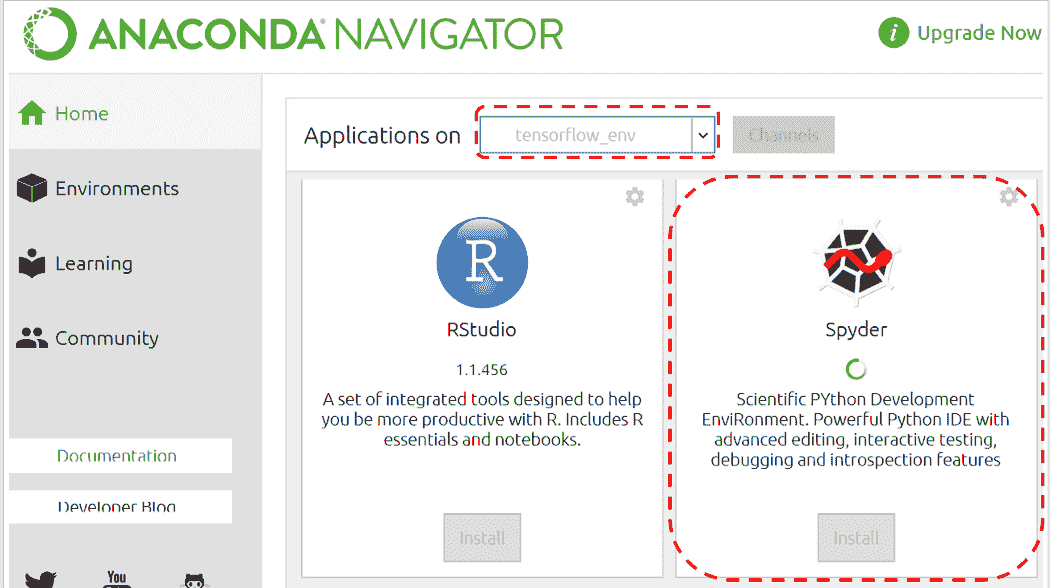 ANACONDA NAVIGATOR
i Upgrade Now
Home
Environments
Learning
Community
Documentation
Developer Blog
You
Applications on
tensorflow_env
Channels
R
RStudio
1.1.456
A set of integrated tools designed to help
you be more productive with R. Includes R
essentials and notebooks.
Install
Spyder
Scientific PYthon Development
EnviRonment. Powerful Python IDE with
advanced editing, interactive testing,
debugging and introspection features
Install